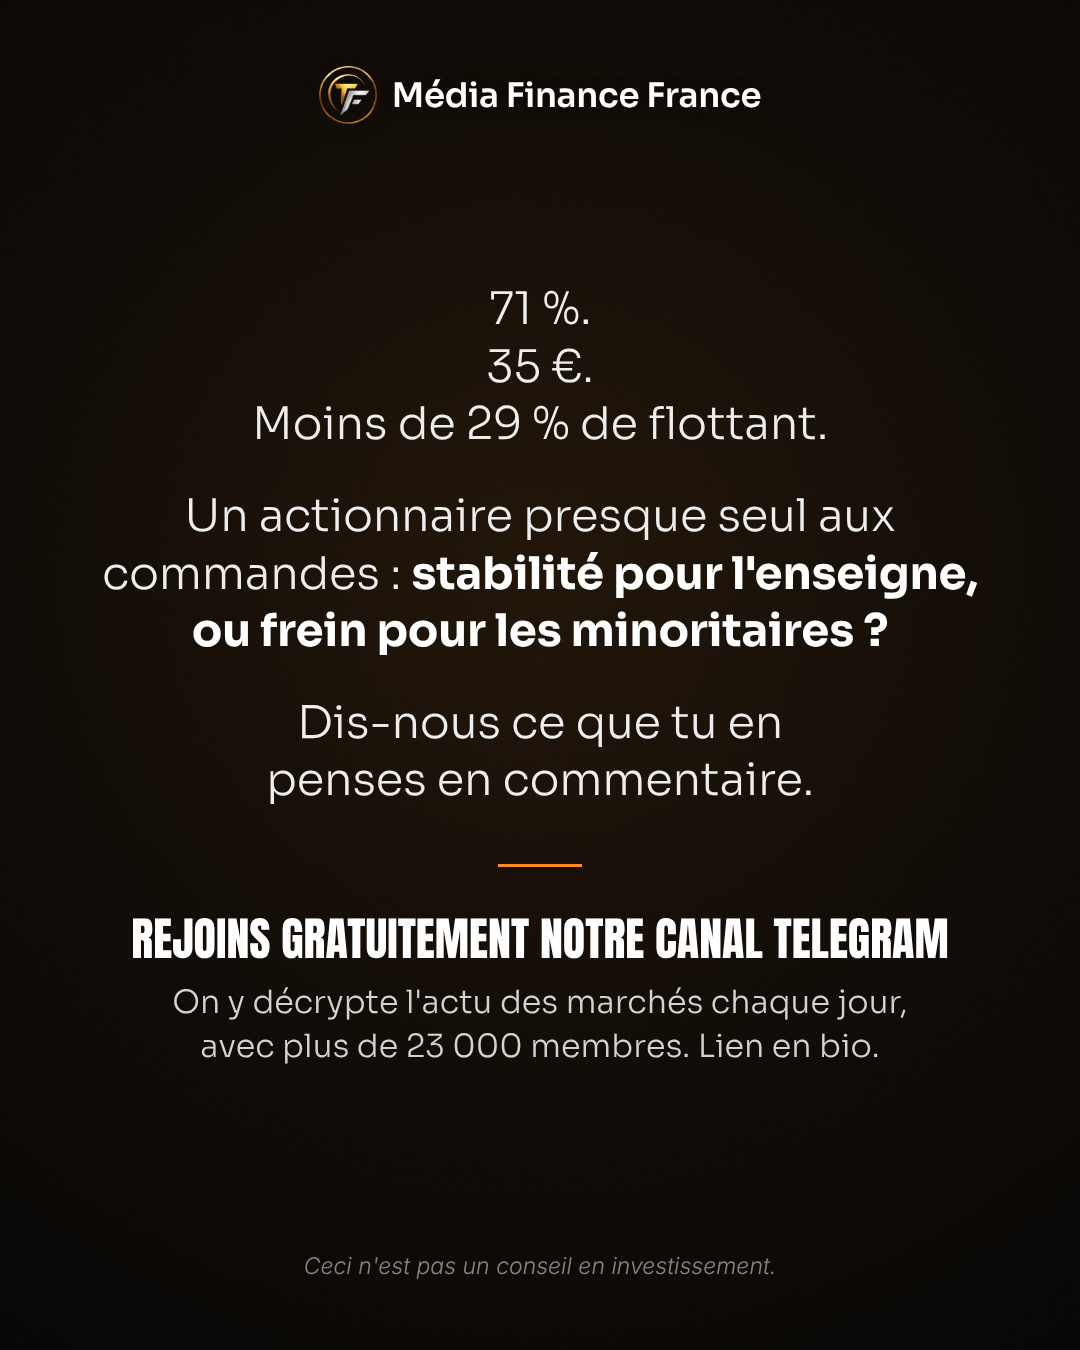 TF
Média Finance France
71 %.
35 €.
Moins de 29 % de flottant.
Un actionnaire presque seul aux
commandes : stabilité pour l'enseigne,
ou frein pour les minoritaires ?
Dis-nous ce que tu en
penses en commentaire.
REJOINS GRATUITEMENT NOTRE CANAL TELEGRAM
On y décrypte l'actu des marchés chaque jour,
avec plus de 23 000 membres. Lien en bio.
Ceci n'est pas un conseil en investissement.